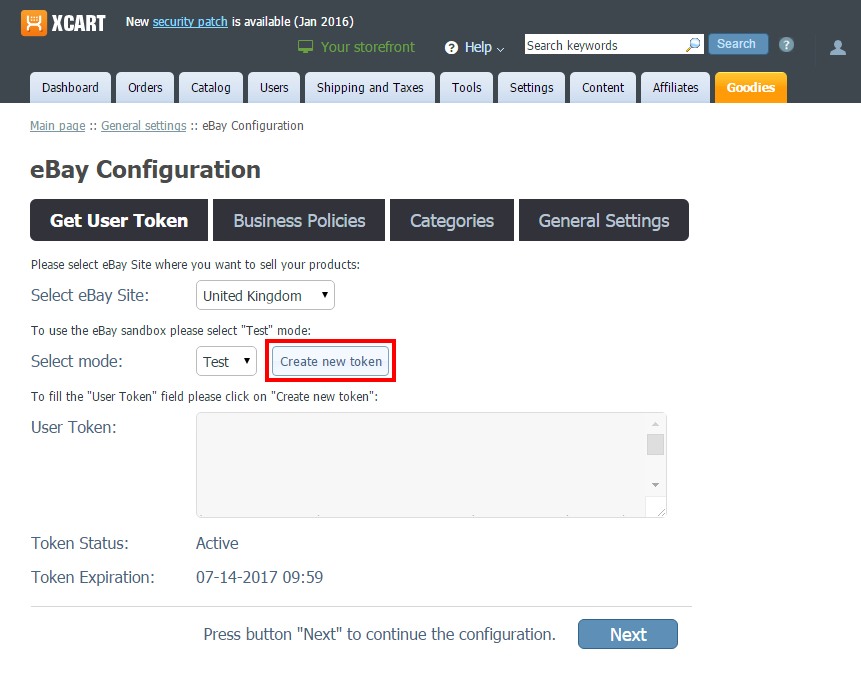 XCART
New security patch is available (Jan 2016)
Your storefront
? Help
Search keywords
Search
?
Dashboard Orders Catalog Users Shipping and Taxes Tools Settings Content Affiliates Goodies
Main page :: General settings :: eBay Configuration
eBay Configuration
Get User Token Business Policies Categories General Settings
Please select eBay Site where you want to sell your products:
Select eBay Site: United Kingdom
To use the eBay sandbox please select "Test" mode:
Select mode: Test Create new token
To fill the "User Token" field please click on "Create new token":
User Token:
Token Status: Active
Token Expiration: 07-14-2017 09:59
Press button "Next" to continue the configuration. Next